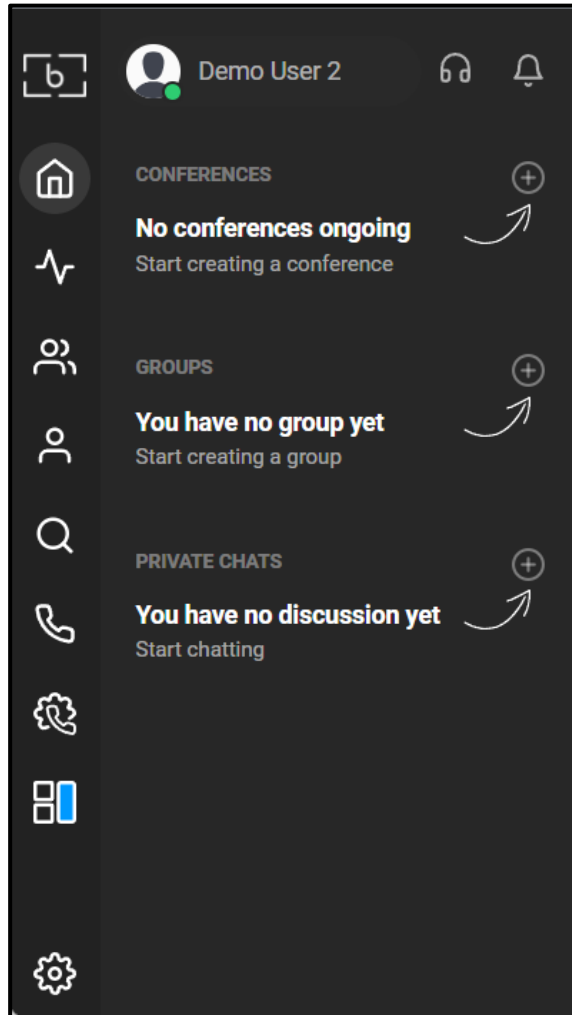 b
Demo User 2
CONFERENCES
No conferences ongoing
Start creating a conference
GROUPS
You have no group yet
Start creating a group
PRIVATE CHATS
You have no discussion yet
Start chatting